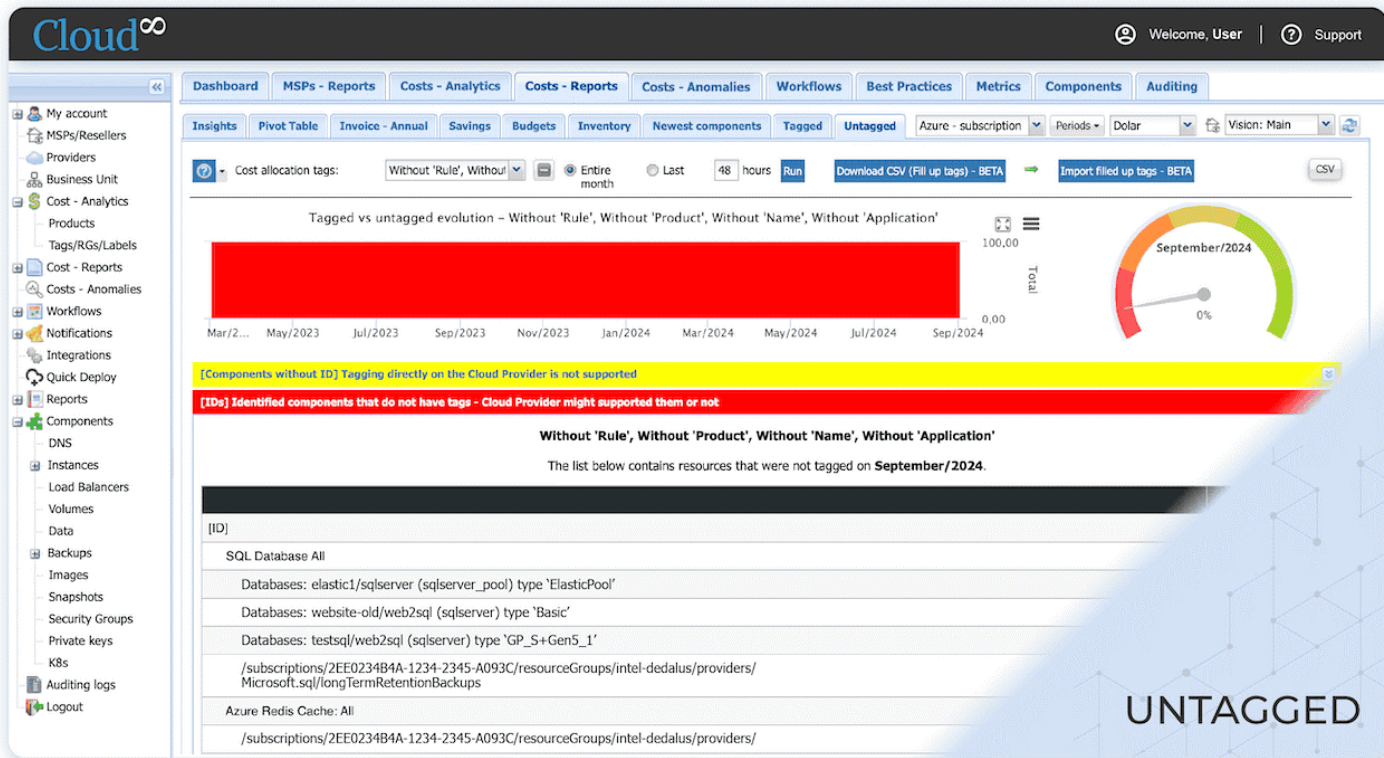 Cloud∞
Welcome, User | Support
Dashboard MSPs - Reports Costs - Analytics Costs - Reports Costs - Anomalies Workflows Best Practices Metrics Components Auditing
Insights Pivot Table Invoice - Annual Savings Budgets Inventory Newest components Tagged Untagged Azure - subscription Periods Dolar Vision: Main
My account
MSPs/Resellers
Providers
Business Unit
Cost - Analytics
Products
Tags/RGs/Labels
Cost - Reports
Costs - Anomalies
Workflows
Notifications
Integrations
Quick Deploy
Reports
Components
DNS
Instances
Load Balancers
Volumes
Data
Backups
Images
Snapshots
Security Groups
Private keys
K8s
Auditing logs
Logout
Cost allocation tags: Without 'Rule', Withou Entire month Last 48 hours Run Download CSV (Fill up tags) - BETA Import filled up tags - BETA CSV
Tagged vs untagged evolution – Without 'Rule', Without 'Product', Without 'Name', Without 'Application'
100,00
Total
0,00
Mar/2... May/2023 Jul/2023 Sep/2023 Nov/2023 Jan/2024 Mar/2024 May/2024 Jul/2024 Sep/2024
September/2024
0%
[Components without ID] Tagging directly on the Cloud Provider is not supported
[IDs] Identified components that do not have tags - Cloud Provider might supported them or not
Without 'Rule', Without 'Product', Without 'Name', Without 'Application'
The list below contains resources that were not tagged on September/2024.
[ID]
SQL Database All
Databases: elastic1/sqlserver (sqlserver_pool) type ‘ElasticPool’
Databases: website-old/web2sql (sqlserver) type ‘Basic’
Databases: testsql/web2sql (sqlserver) type ‘GP_S+Gen5_1’
/subscriptions/2EE0234B4A-1234-2345-A093C/resourceGroups/intel-dedalus/providers/
Microsoft.sql/longTermRetentionBackups
Azure Redis Cache: All
/subscriptions/2EE0234B4A-1234-2345-A093C/resourceGroups/intel-dedalus/providers/
UNTAGGED